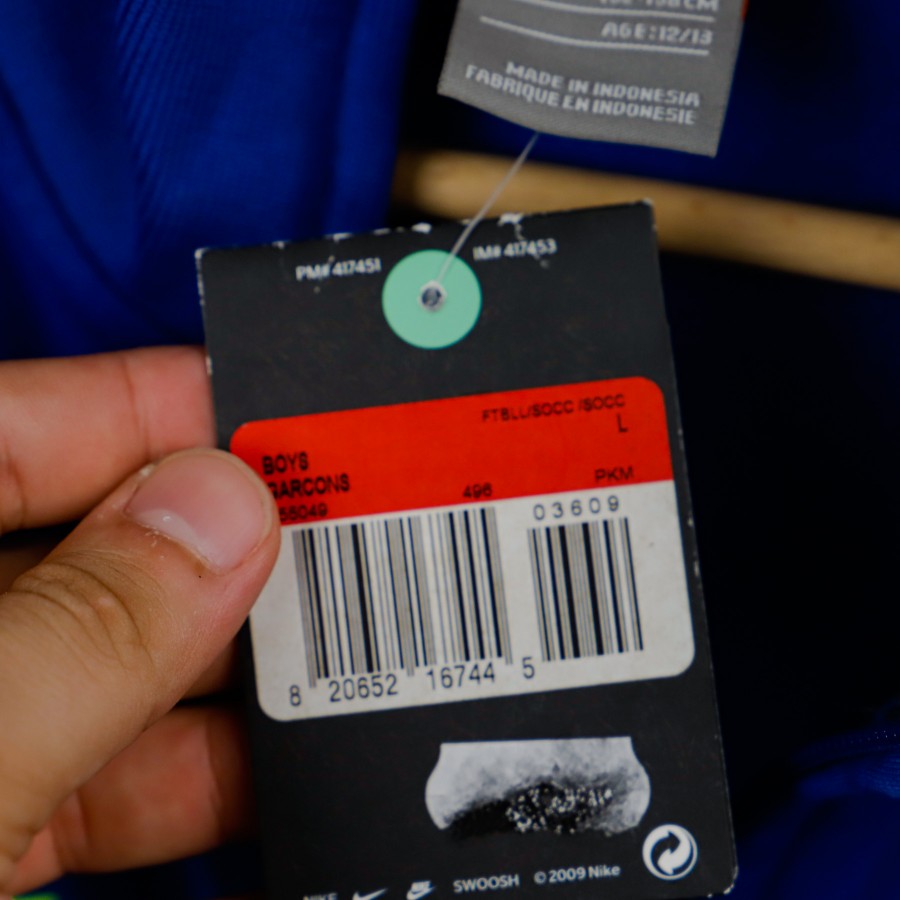 AGE:12/13
MADE IN INDONESIA
FABRIQUE EN INDONESIE
PM# 417451 IM# 417453
FTBLL/SOCC /SOCC
L
BOYS
GARCONS PKM
496
03609
8 20652 16744 5
NIKE SWOOSH ©2009 Nike